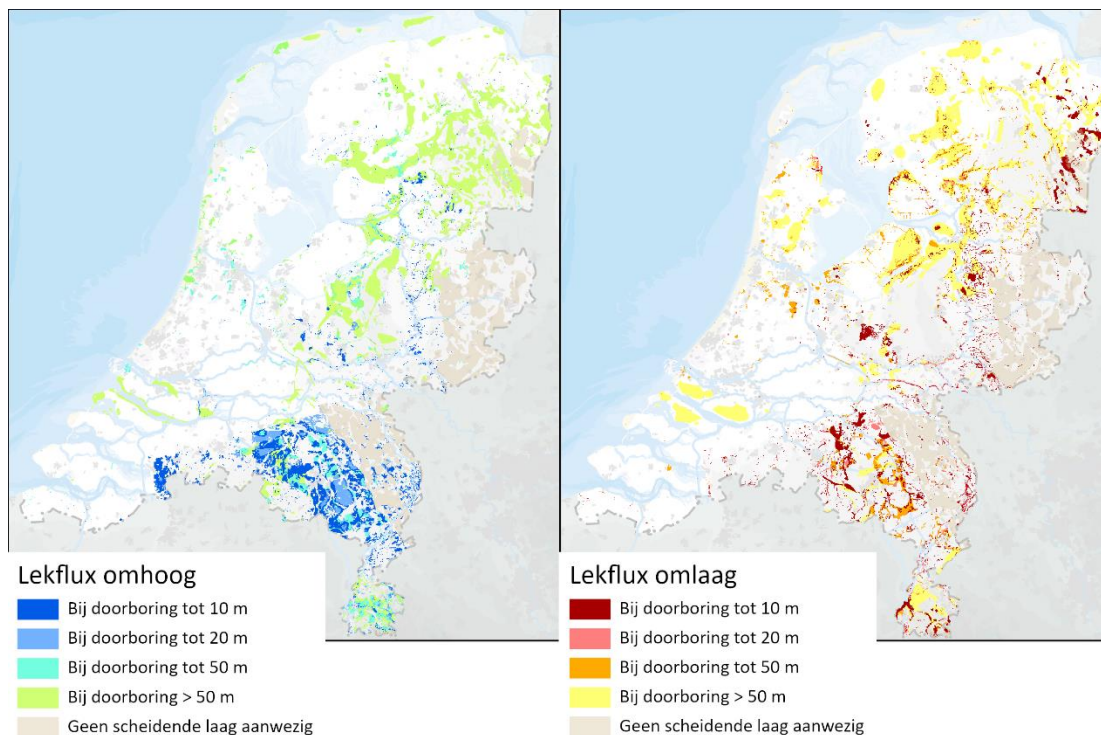 Lekflux omhoog
Bij doorboring tot 10 m
Bij doorboring tot 20 m
Bij doorboring tot 50 m
Bij doorboring > 50 m
Geen scheidende laag aanwezig
Lekflux omlaag
Bij doorboring tot 10 m
Bij doorboring tot 20 m
Bij doorboring tot 50 m
Bij doorboring > 50 m
Geen scheidende laag aanwezig